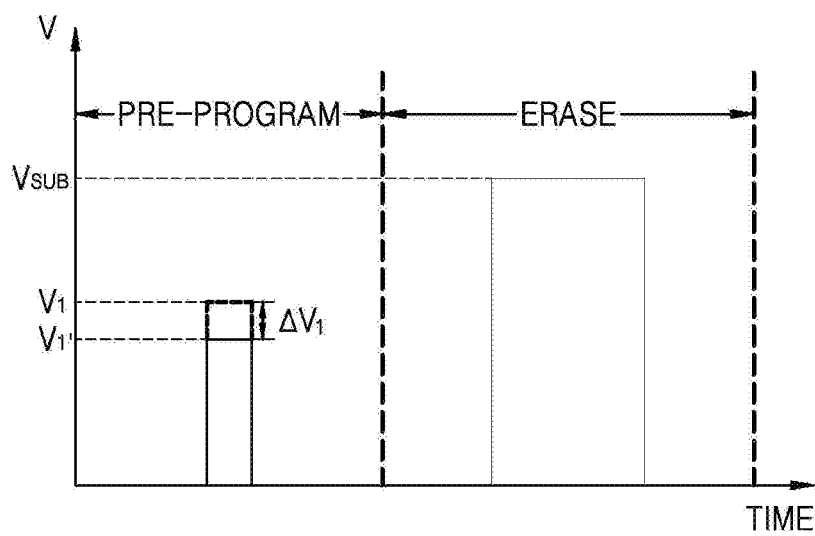 V
PRE-PROGRAM
ERASE
VSUB
V1
ΔV1
V1'
TIME